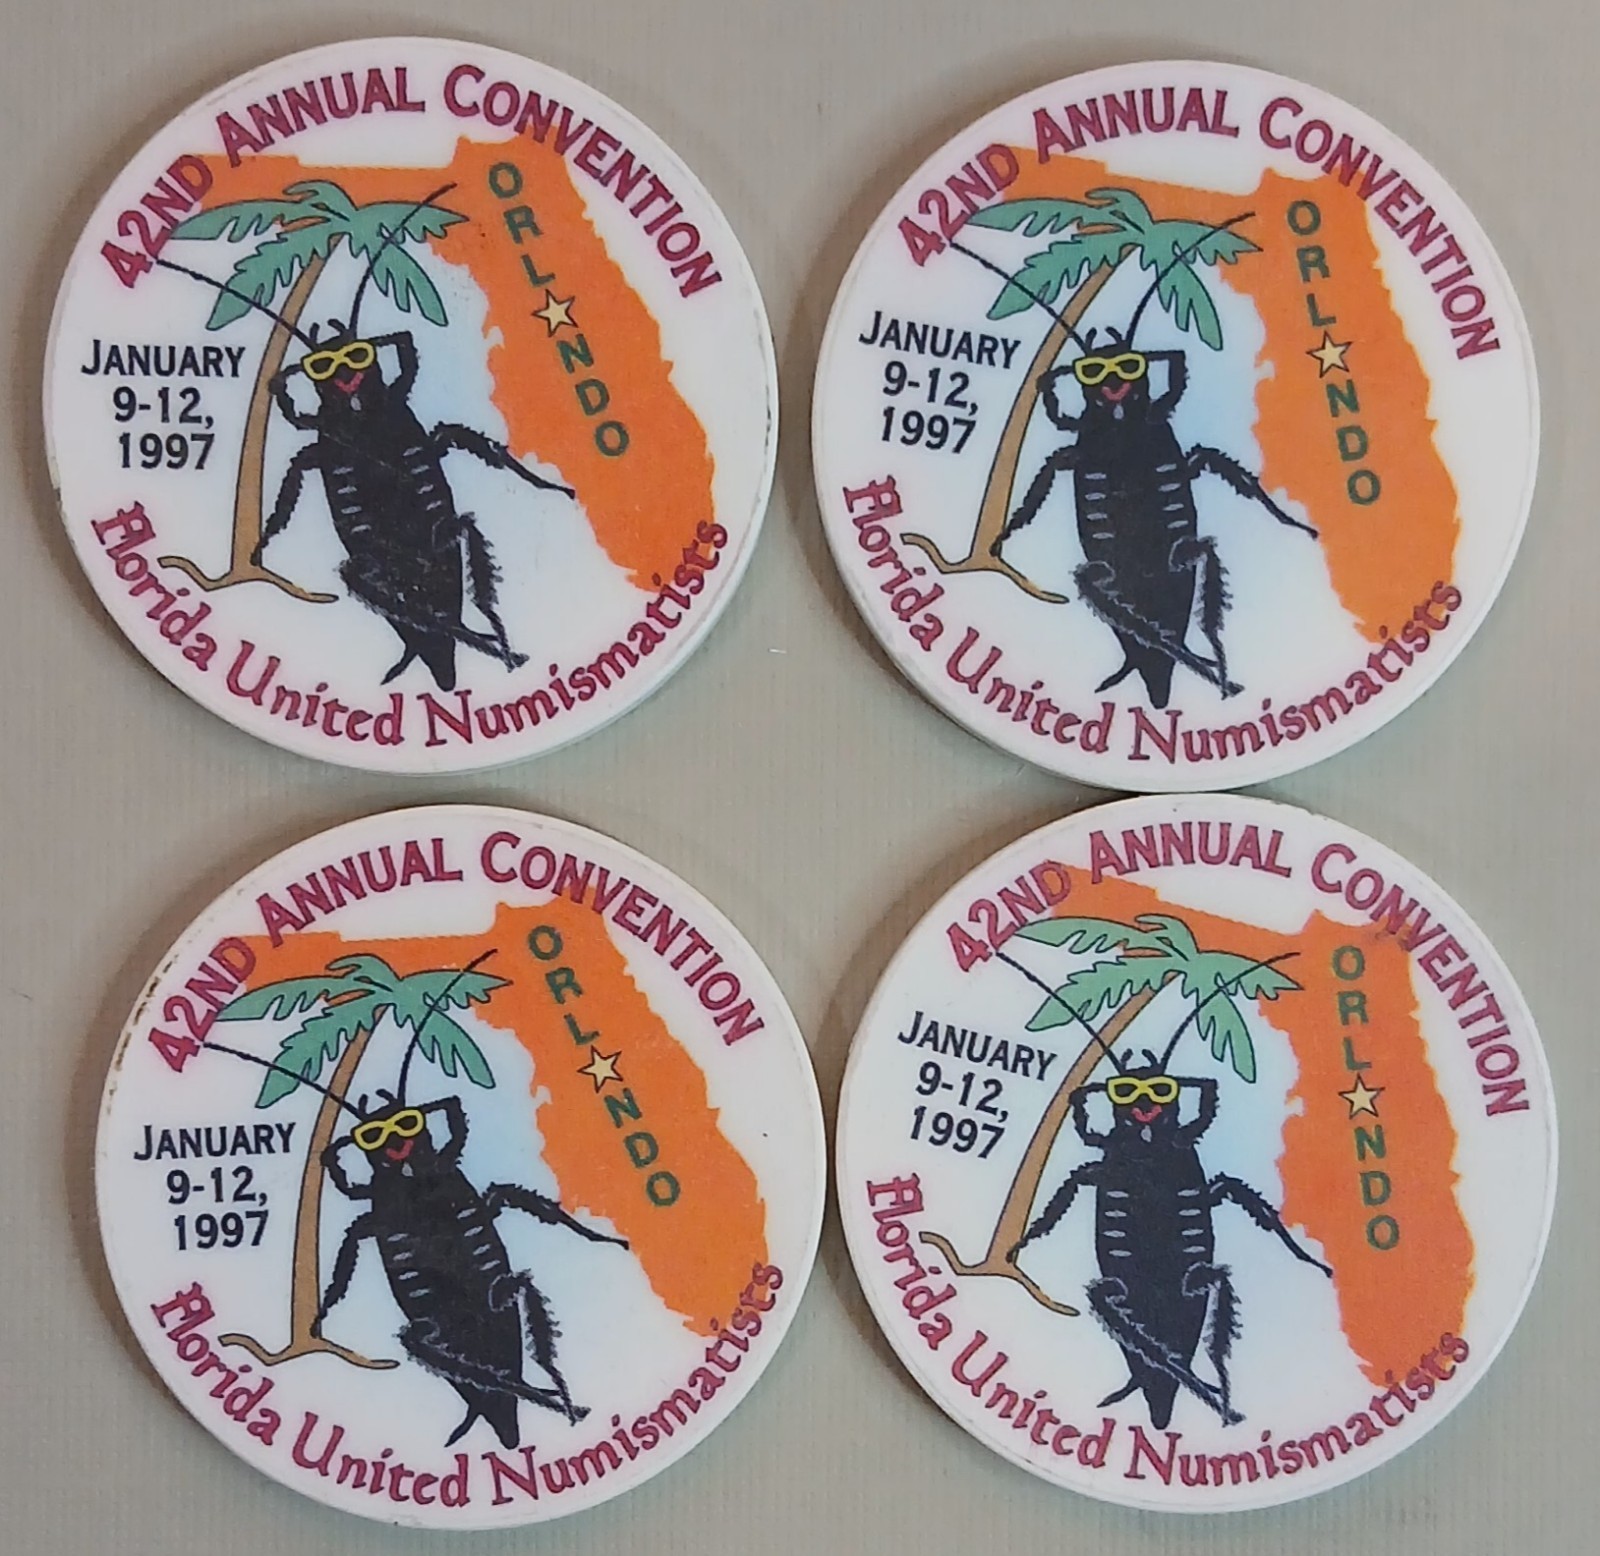 42ND ANNUAL CONVENTION
ORLANDO
JANUARY
9-12,
1997
Florida United Numismatists
42ND ANNUAL CONVENTION
ORLANDO
JANUARY
9-12,
1997
Florida United Numismatists
42ND ANNUAL CONVENTION
ORLANDO
JANUARY
9-12,
1997
Florida United Numismatists
42ND ANNUAL CONVENTION
ORLANDO
JANUARY
9-12,
1997
Florida United Numismatists